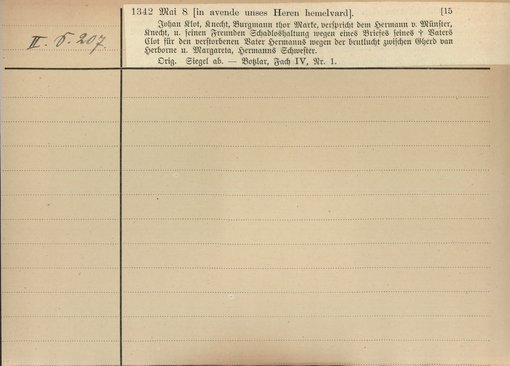 1342 Mai 8 [in avende unses Heren hemelvard]. [15
Johan Klot, Knecht, Burgmann thor Marke, verspricht dem Hermann v. Münster,
Knecht, u. seinen Freunden Schadloshaltung wegen eines Briefes seines † Vaters
Clot für den verstorbenen Vater Hermanns wegen der brutlucht zwischen Gherd van
Herborne u. Margareta, Hermanns Schwester.
Orig. Siegel ab. — Botzlar, Fach IV, Nr. 1.
II. S. 207